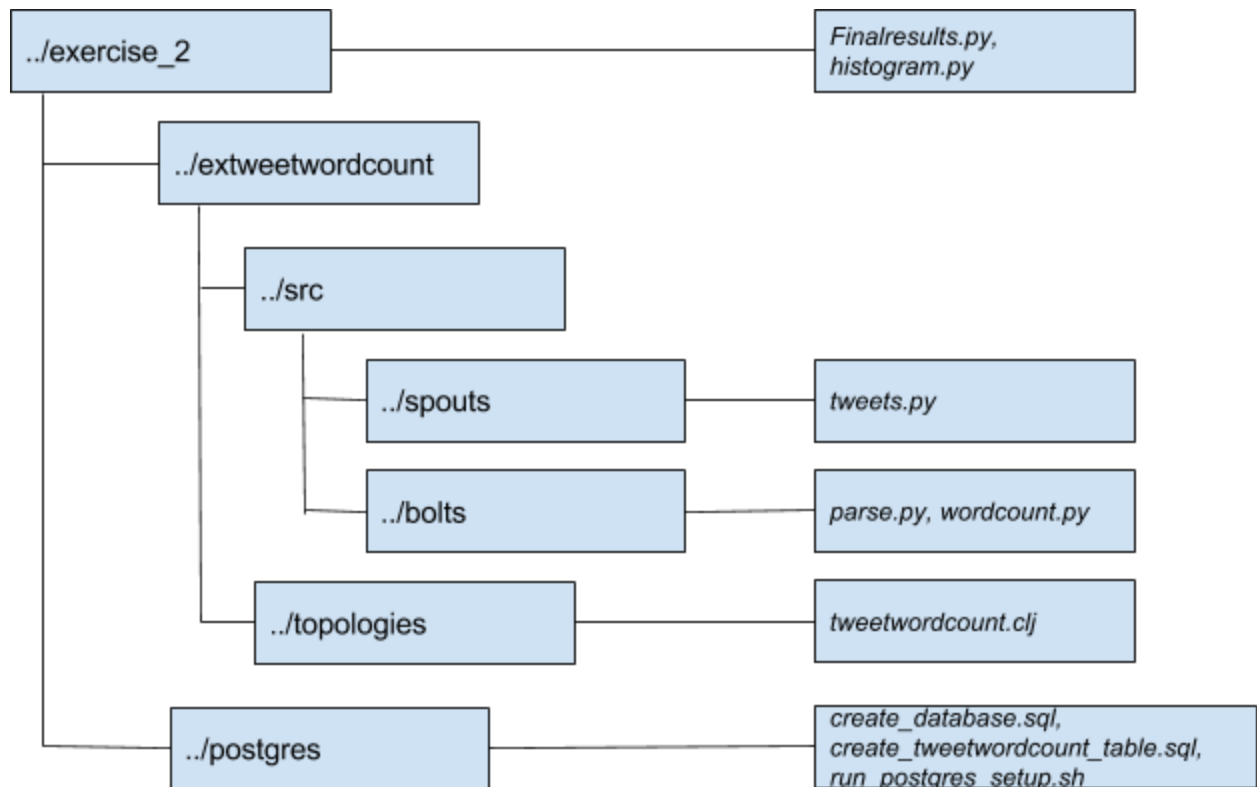 ../exercise_2
Finalresults.py,
histogram.py
../extweetwordcount
../src
../spouts
tweets.py
../bolts
parse.py, wordcount.py
../topologies
tweetwordcount.clj
../postgres
create_database.sql,
create_tweetwordcount_table.sql,
run_postgres_setup.sh